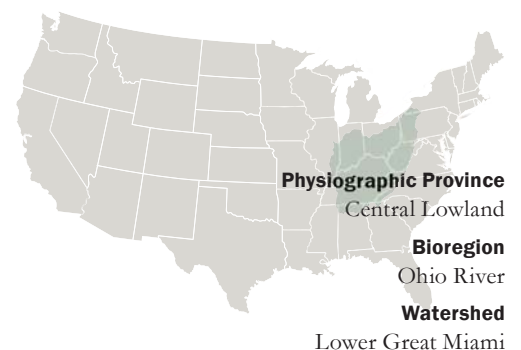 Physiographic Province
Central Lowland
Bioregion
Ohio River
Watershed
Lower Great Miami